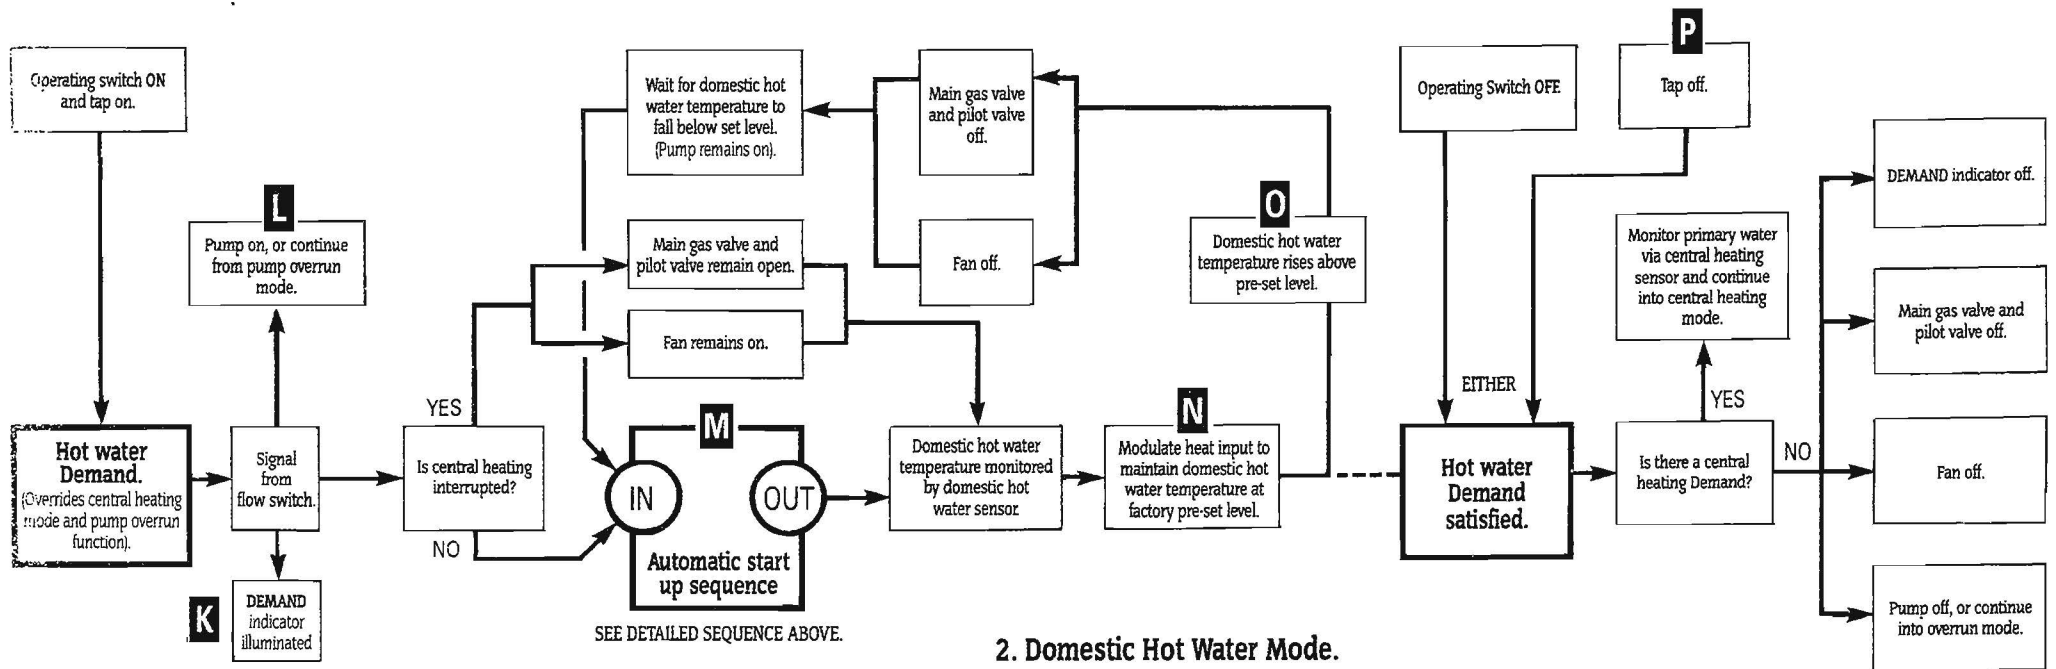 Operating switch ON
and tap on.
Hot water
Demand.
(Overrides central heating
mode and pump overrun
function).
L
Pump on, or continue
from pump overrun
mode.
Signal
from
flow switch.
K
DEMAND
indicator
illuminated
Is central heating
interrupted?
YES
NO
Wait for domestic hot
water temperature to
fall below set level.
(Pump remains on).
Main gas valve and
pilot valve remain open.
Fan remains on.
M
IN
OUT
Automatic start
up sequence
SEE DETAILED SEQUENCE ABOVE.
Main gas valve
and pilot valve
off.
Fan off.
Domestic hot water
temperature monitored
by domestic hot
water sensor
N
Modulate heat input to
maintain domestic hot
water temperature at
factory pre-set level.
O
Domestic hot water
temperature rises above
pre-set level.
Operating Switch OFF
P
Tap off.
EITHER
Hot water
Demand
satisfied.
Monitor primary water
via central heating
sensor and continue
into central heating
mode.
YES
Is there a central
heating Demand?
NO
DEMAND indicator off.
Main gas valve and
pilot valve off.
Fan off.
Pump off, or continue
into overrun mode.
2. Domestic Hot Water Mode.